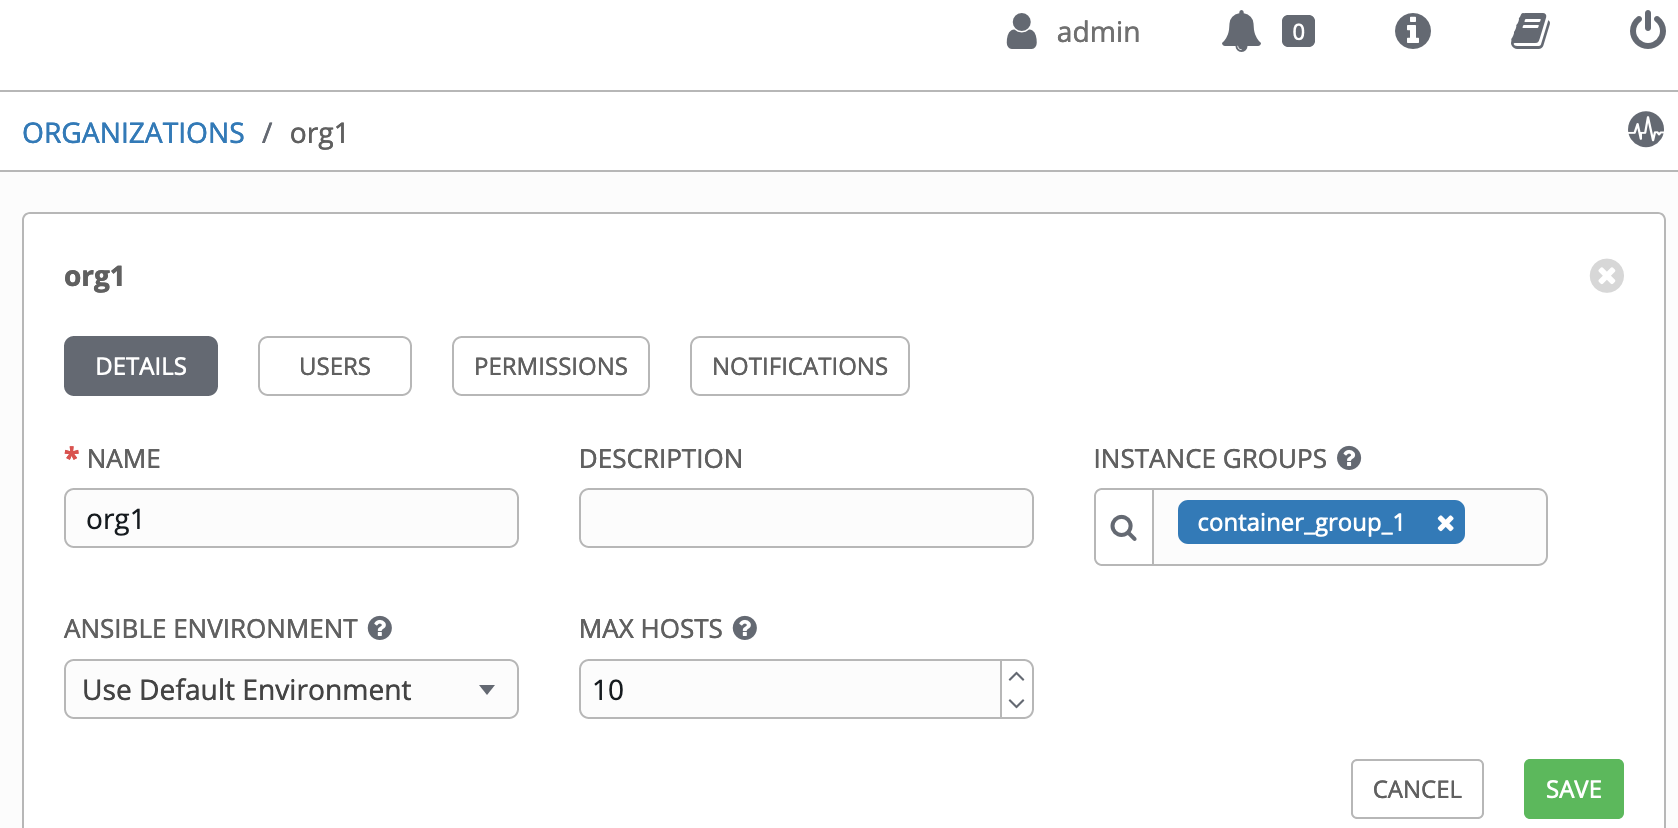 admin 0
ORGANIZATIONS / org1
org1
DETAILS USERS PERMISSIONS NOTIFICATIONS
* NAME DESCRIPTION INSTANCE GROUPS
org1 container_group_1
ANSIBLE ENVIRONMENT MAX HOSTS
Use Default Environment 10
CANCEL SAVE